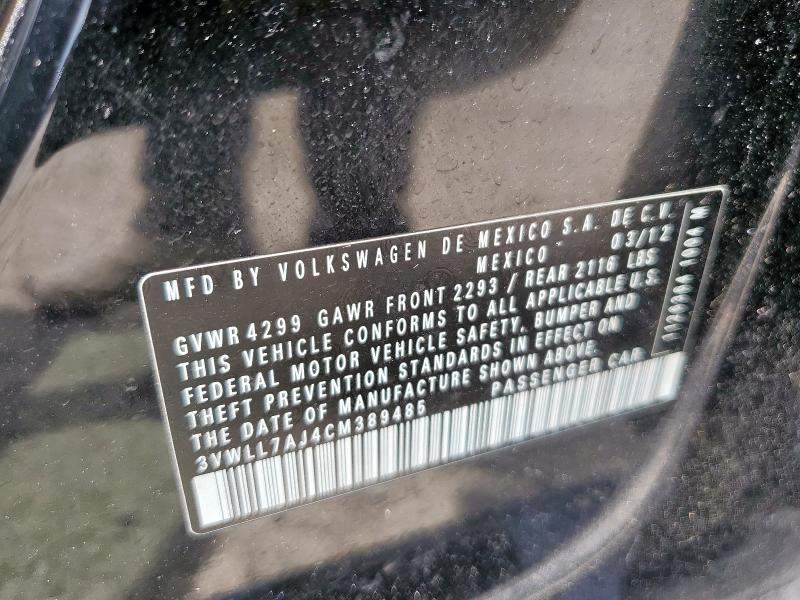 MFD BY VOLKSWAGEN DE MEXICO S.A. DE C.V.
MEXICO - 03/12
GVWR 4299 GAWR FRONT 2293 / REAR 2116 LBS
THIS VEHICLE CONFORMS TO ALL APPLICABLE U.S.
FEDERAL MOTOR VEHICLE SAFETY, BUMPER AND
THEFT PREVENTION STANDARDS IN EFFECT ON
THE DATE OF MANUFACTURE SHOWN ABOVE.
3VWLL7AJ4CM389485 PASSENGER CAR